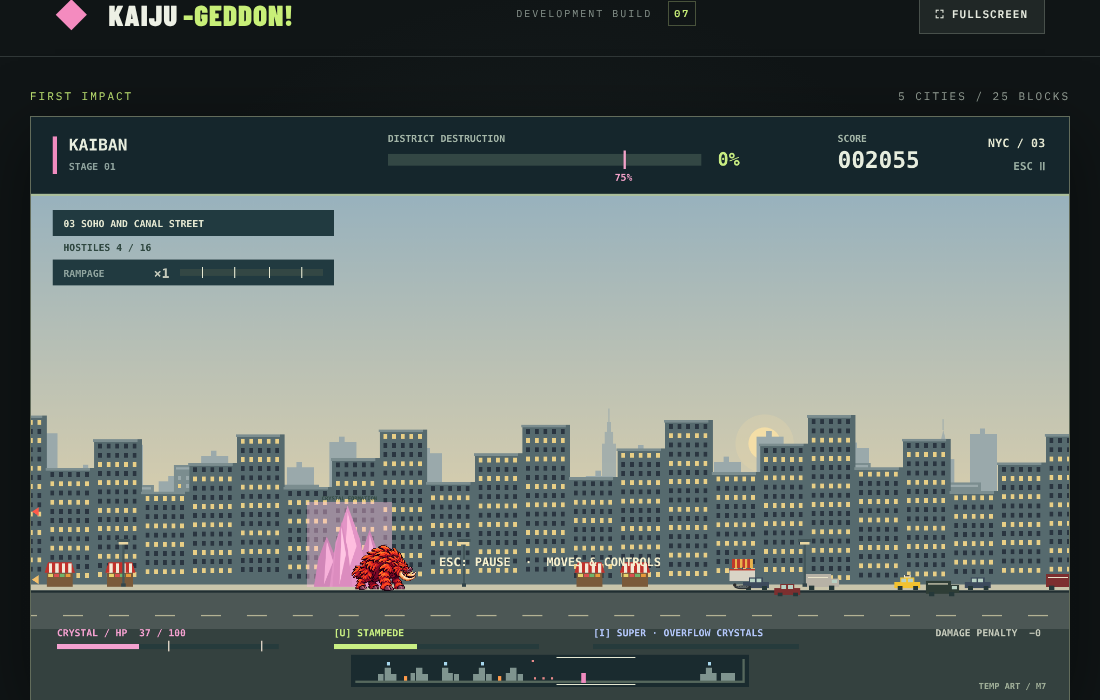 KAIJU-GEDDON!
DEVELOPMENT BUILD 07
FULLSCREEN
FIRST IMPACT
5 CITIES / 25 BLOCKS
KAIBAN
STAGE 01
DISTRICT DESTRUCTION
0%
75%
SCORE
002055
NYC / 03
ESC II
03 SOHO AND CANAL STREET
HOSTILES 4 / 16
RAMPAGE ×1
ESC: PAUSE · MOVES & CONTROLS
CRYSTAL / HP 37 / 100
[U] STAMPEDE
[I] SUPER · OVERFLOW CRYSTALS
DAMAGE PENALTY −0
TEMP ART / M7